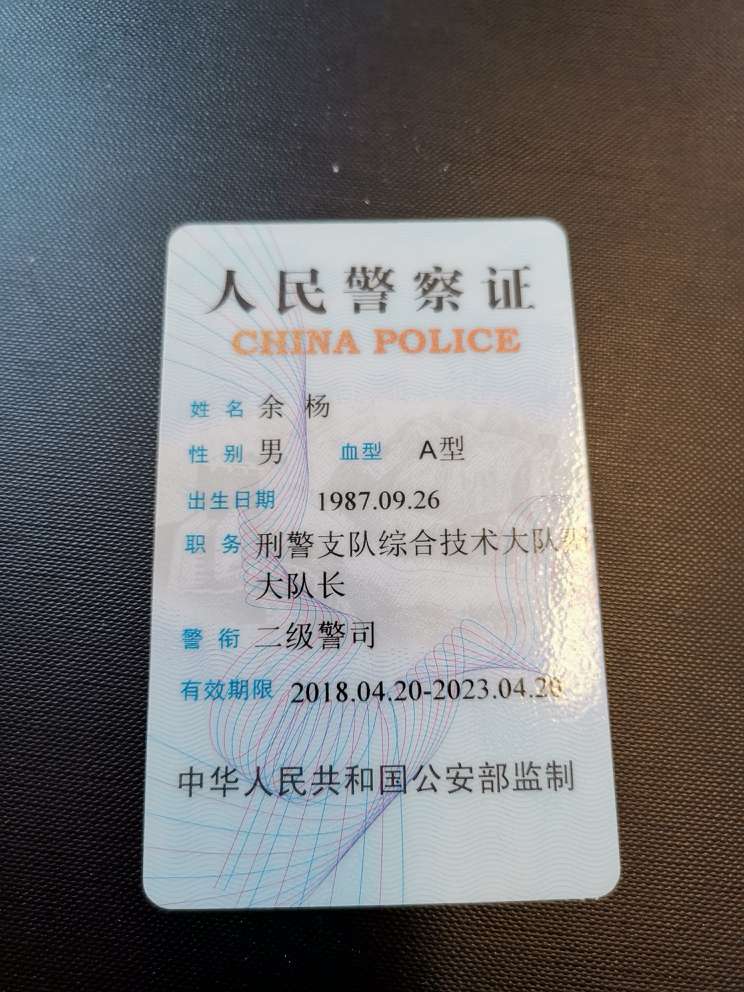 人民警察证
CHINA POLICE
姓名 余 杨
性别 男 血型 A型
出生日期 1987.09.26
职务 刑警支队综合技术大队
大队长
警衔 二级警司
有效期限 2018.04.20-2023.04.20
中华人民共和国公安部监制